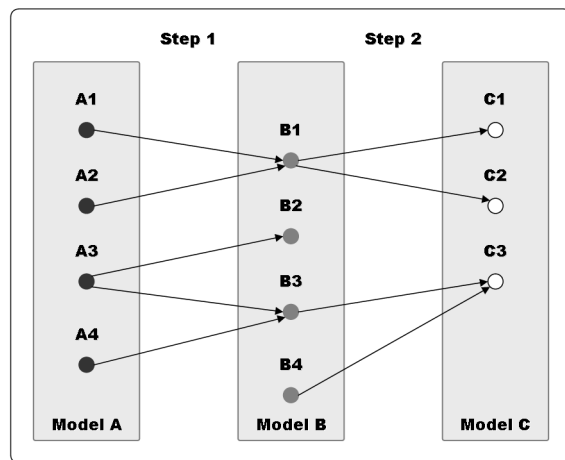 Step 1
Step 2
A1
B1
C1
A2
B2
C2
A3
B3
C3
A4
B4
Model A
Model B
Model C